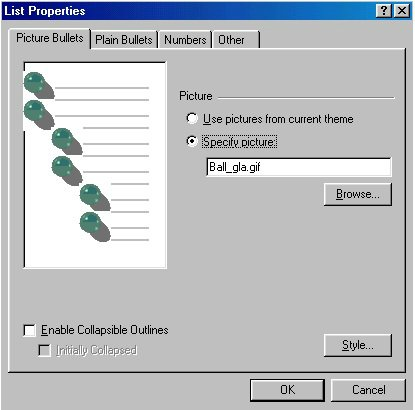 List Properties
Picture Bullets Plain Bullets Numbers Other
Picture
Use pictures from current theme
Specify picture:
Ball_gla.gif
Browse...
Enable Collapsible Outlines
Initially Collapsed
Style...
OK Cancel